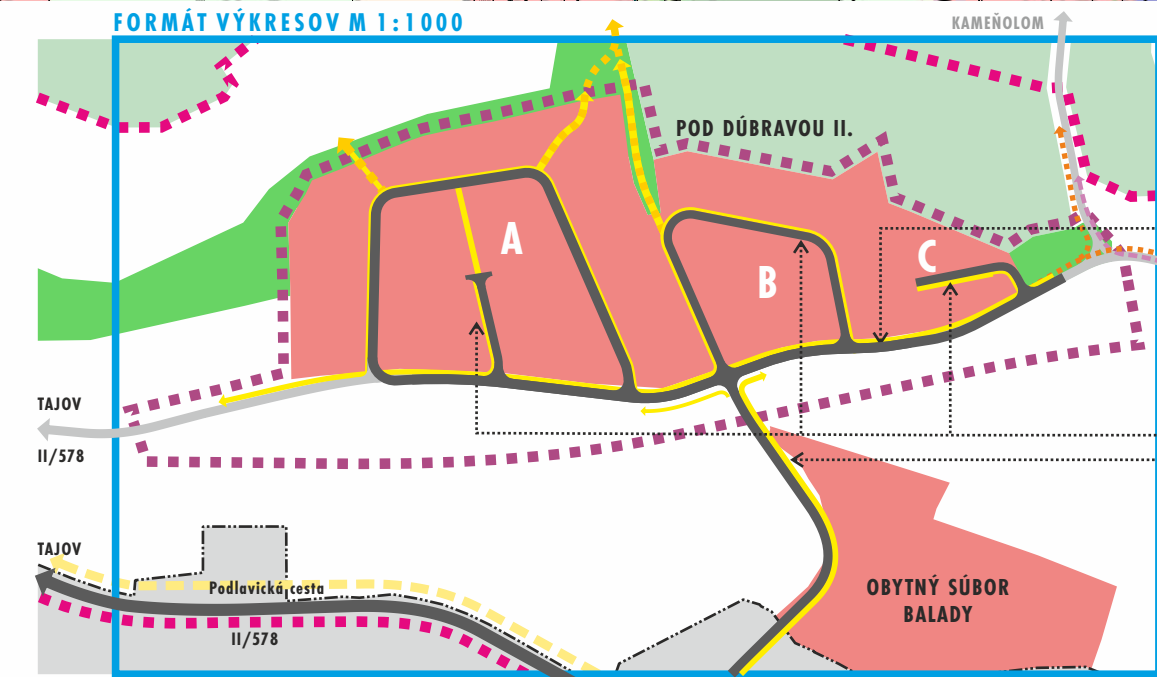 FORMÁT VÝKRESOV M 1:1000
KAMEŇOLOM
POD DÚBRAVOU II.
A
B
C
TAJOV
II/578
TAJOV
Podlavická cesta
II/578
OBYTNÝ SÚBOR
BALADY